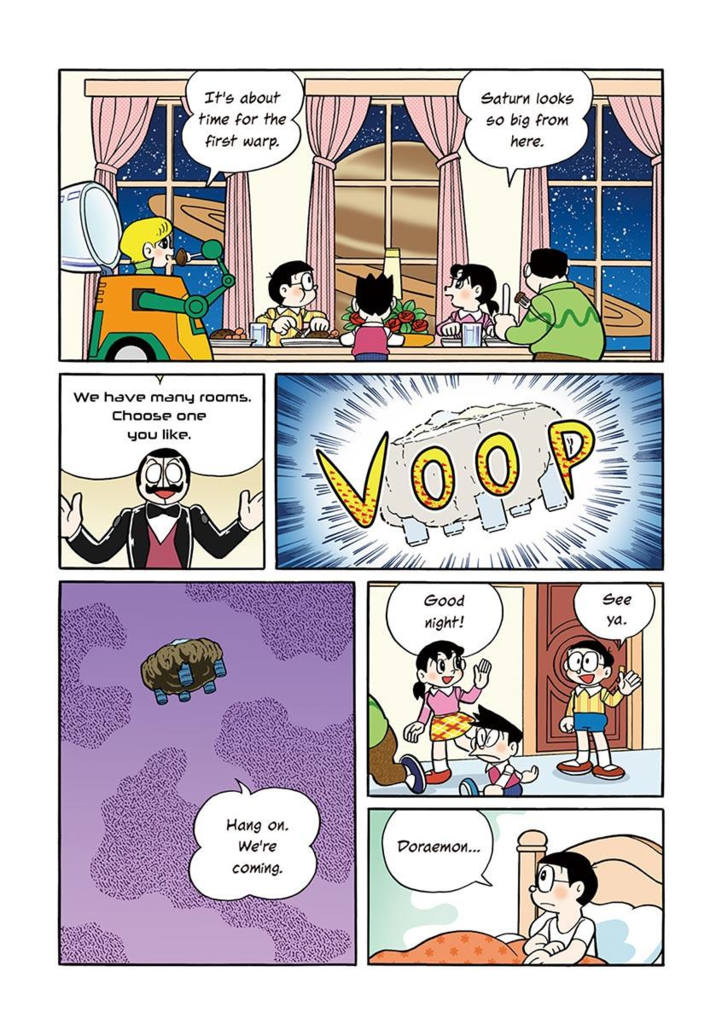 It's about
time for the
first warp.
Saturn looks
so big from
here.
We have many rooms.
Choose one
you like.
VOOP
Good
night!
See
ya.
Hang on.
We're
coming.
Doraemon...